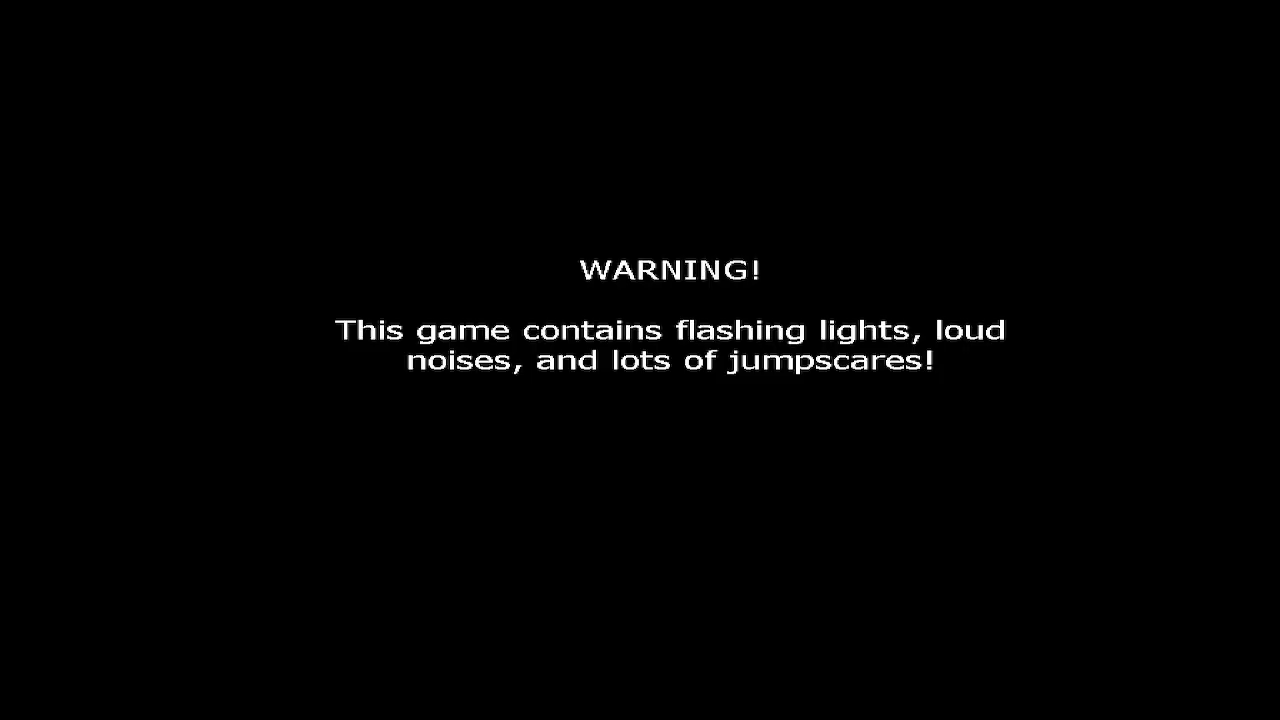 WARNING!
This game contains flashing lights, loud
noises, and lots of jumpscares!